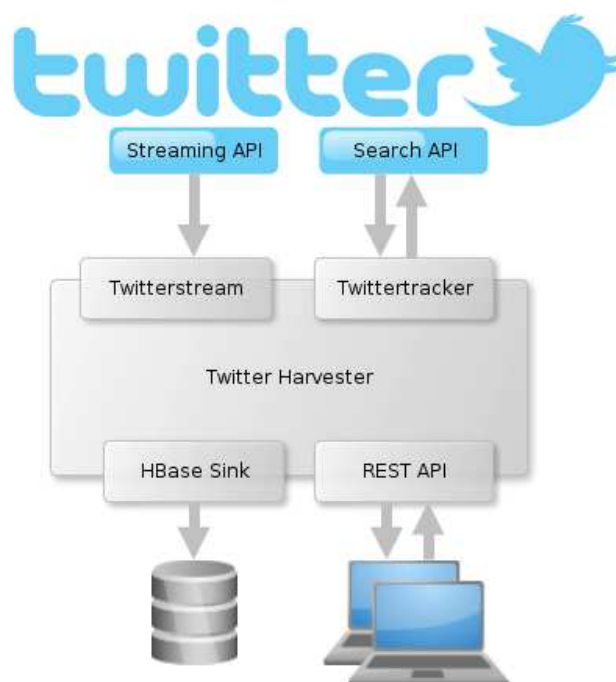 twitter
Streaming API
Search API
Twitterstream
Twittertracker
Twitter Harvester
HBase Sink
REST API